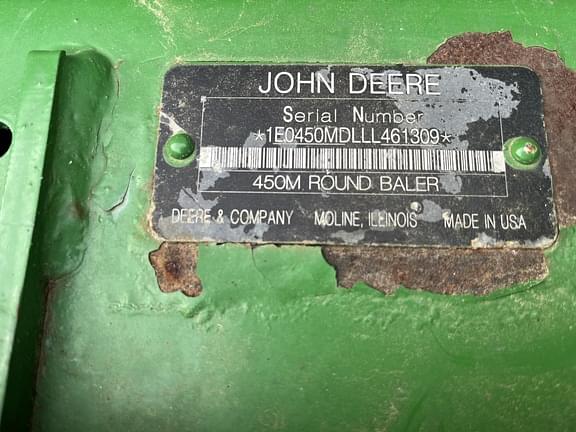 JOHN DEERE
Serial Number
*1E0450MDLLL461309*
450M ROUND BALER
DEERE & COMPANY MOLINE, ILLINOIS MADE IN USA